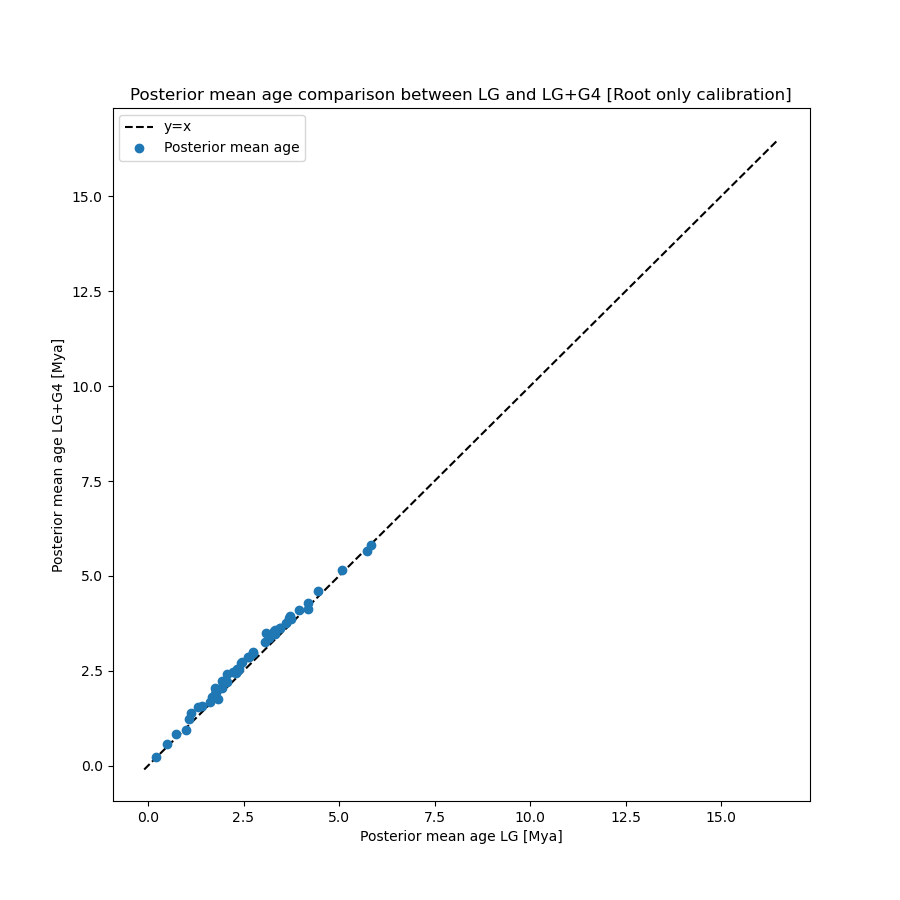 Posterior mean age comparison between LG and LG+G4 [Root only calibration]
y=x
Posterior mean age
15.0
12.5
10.0
7.5
5.0
2.5
0.0
Posterior mean age LG+G4 [Mya]
0.0 2.5 5.0 7.5 10.0 12.5 15.0
Posterior mean age LG [Mya]